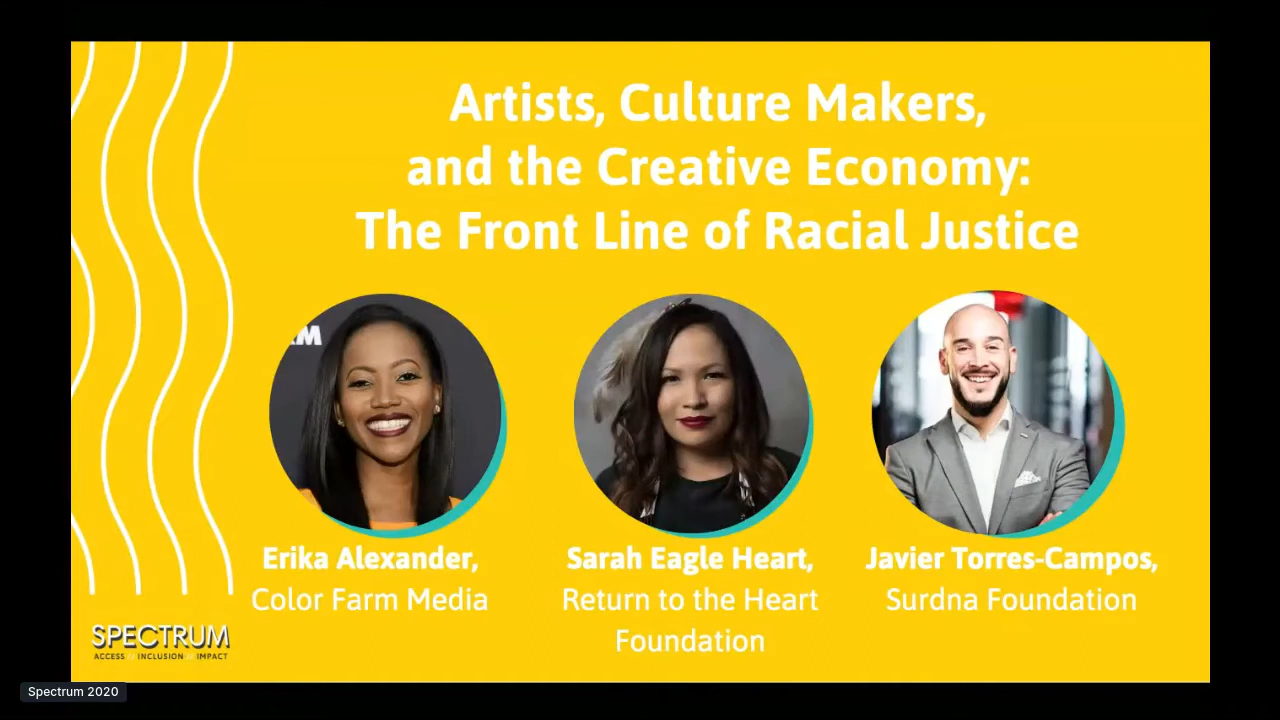 Artists, Culture Makers,
and the Creative Economy:
The Front Line of Racial Justice
Erika Alexander,
Color Farm Media
Sarah Eagle Heart,
Return to the Heart
Foundation
Javier Torres-Campos,
Surdna Foundation
SPECTRUM
ACCESS INCLUSION IMPACT
Spectrum 2020